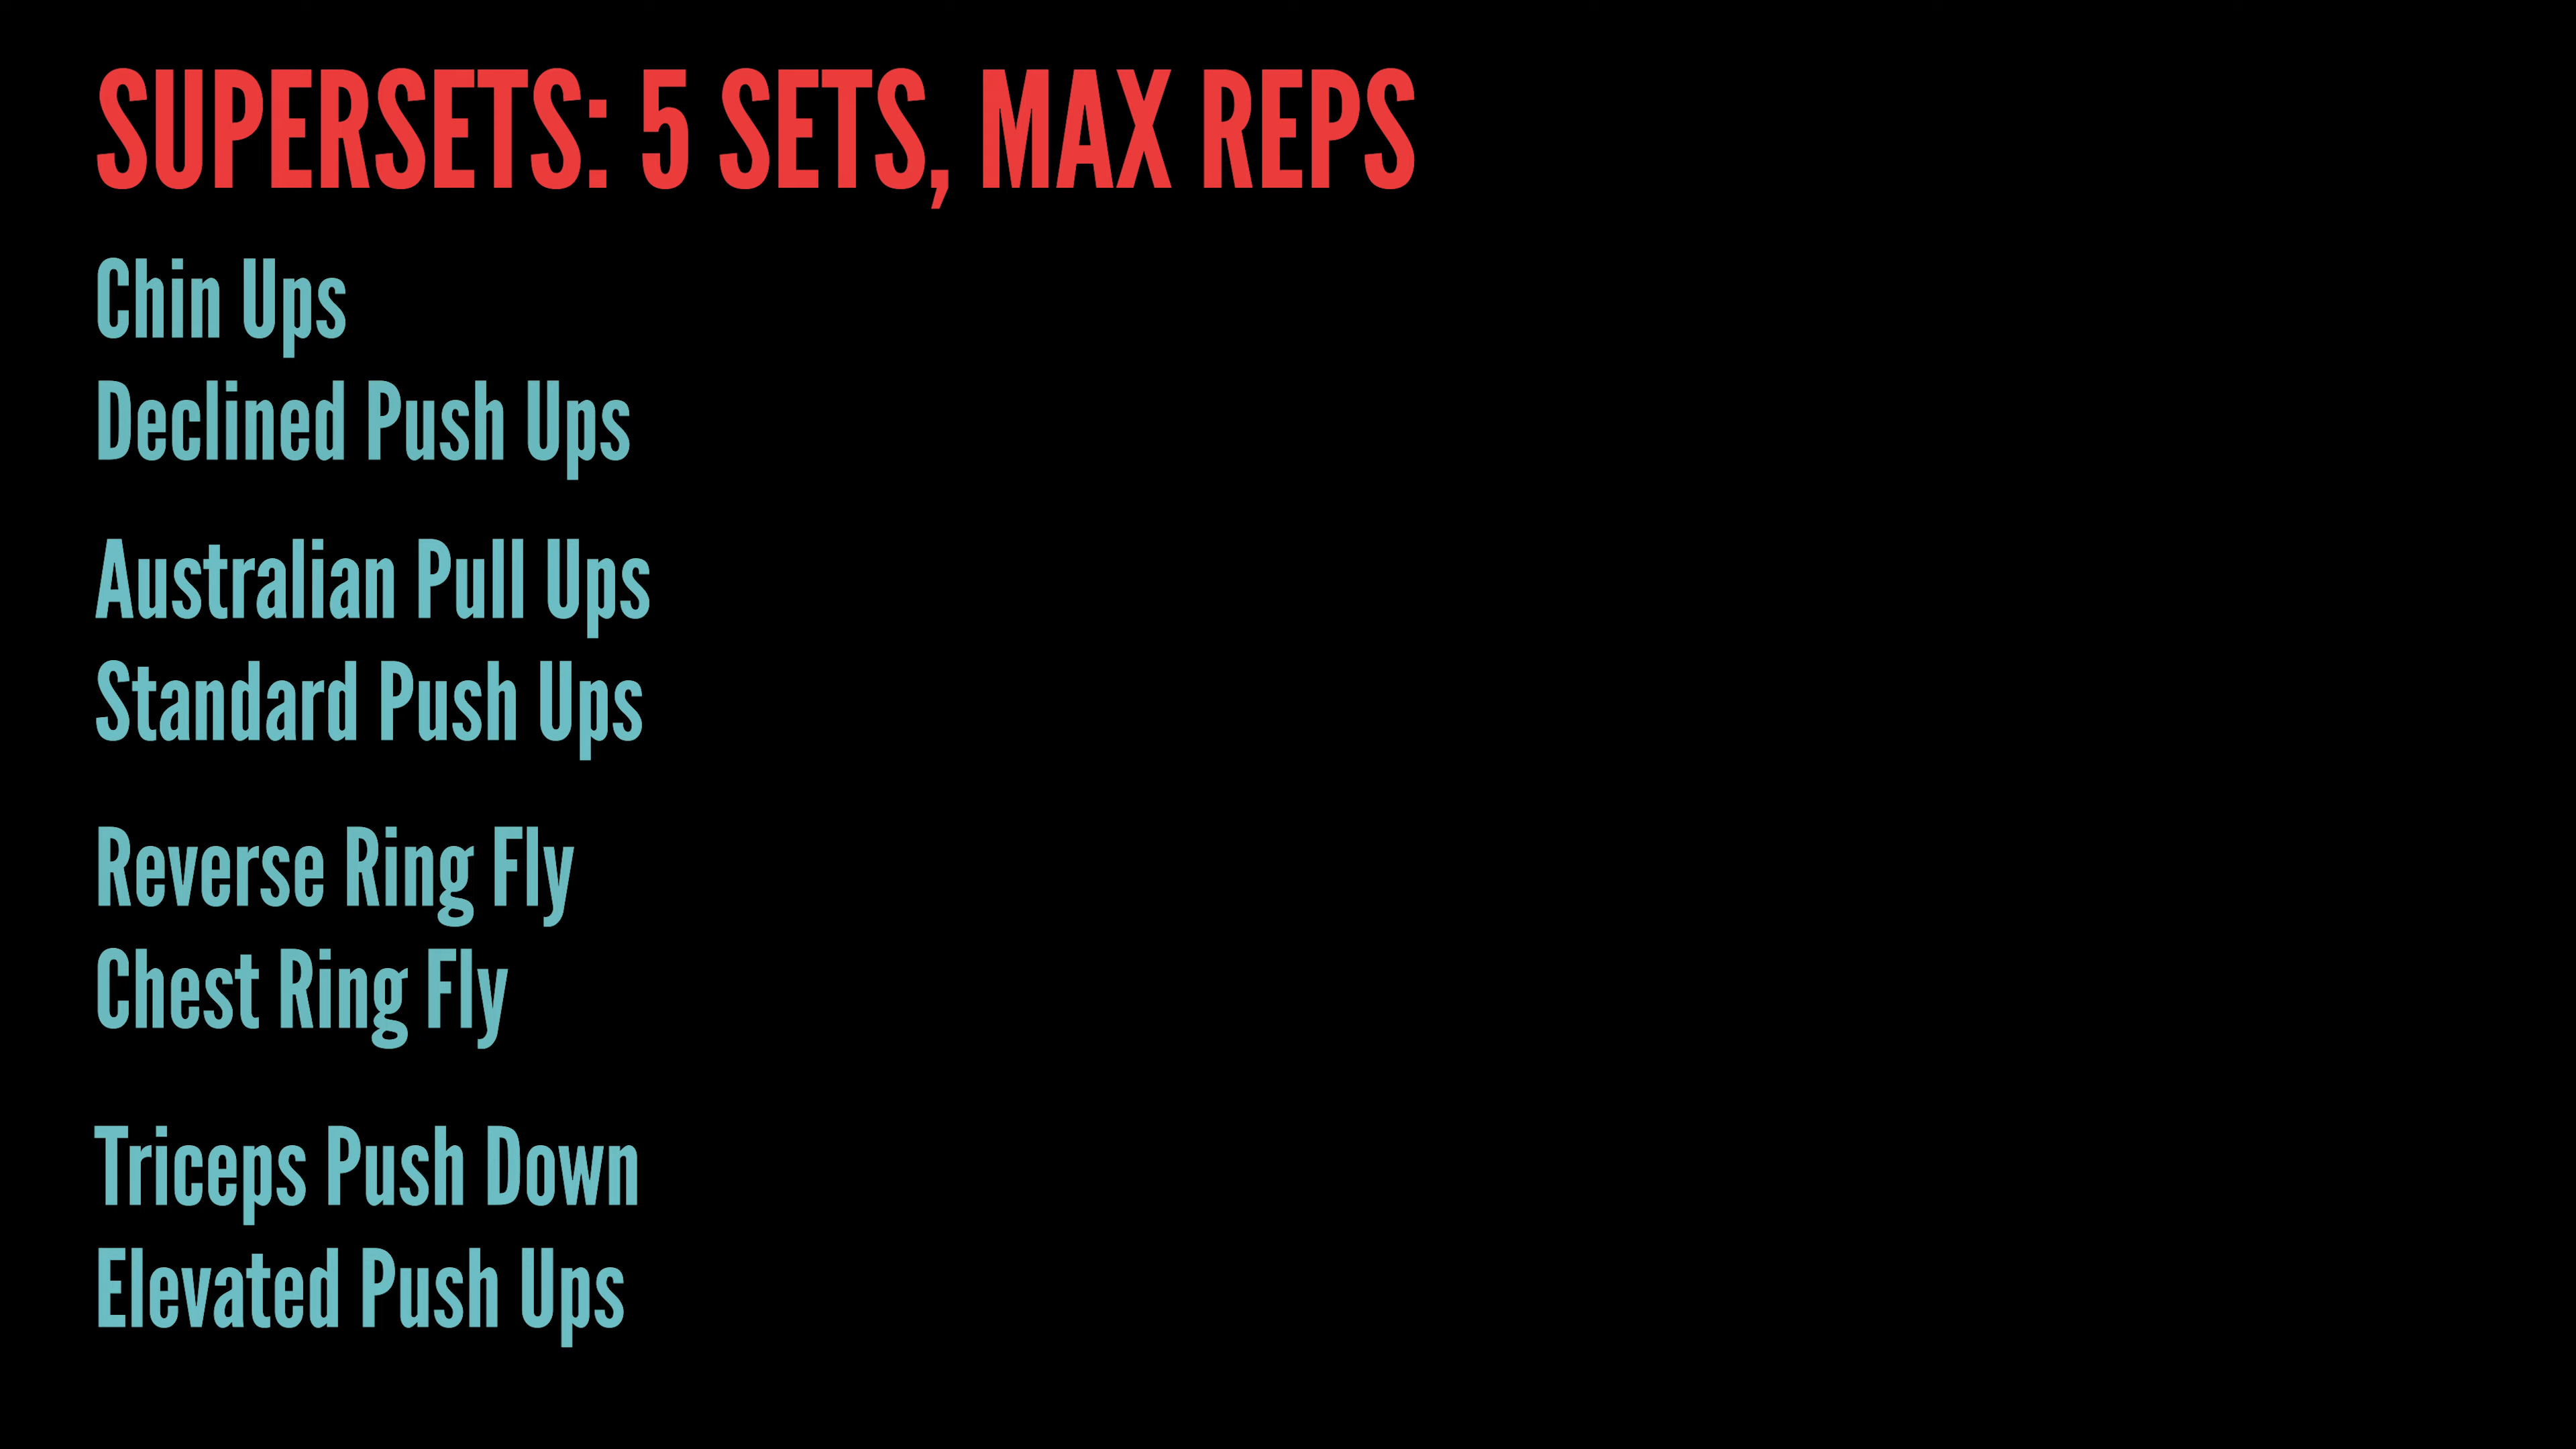 SUPERSETS: 5 SETS, MAX REPS
Chin Ups
Declined Push Ups
Australian Pull Ups
Standard Push Ups
Reverse Ring Fly
Chest Ring Fly
Triceps Push Down
Elevated Push Ups